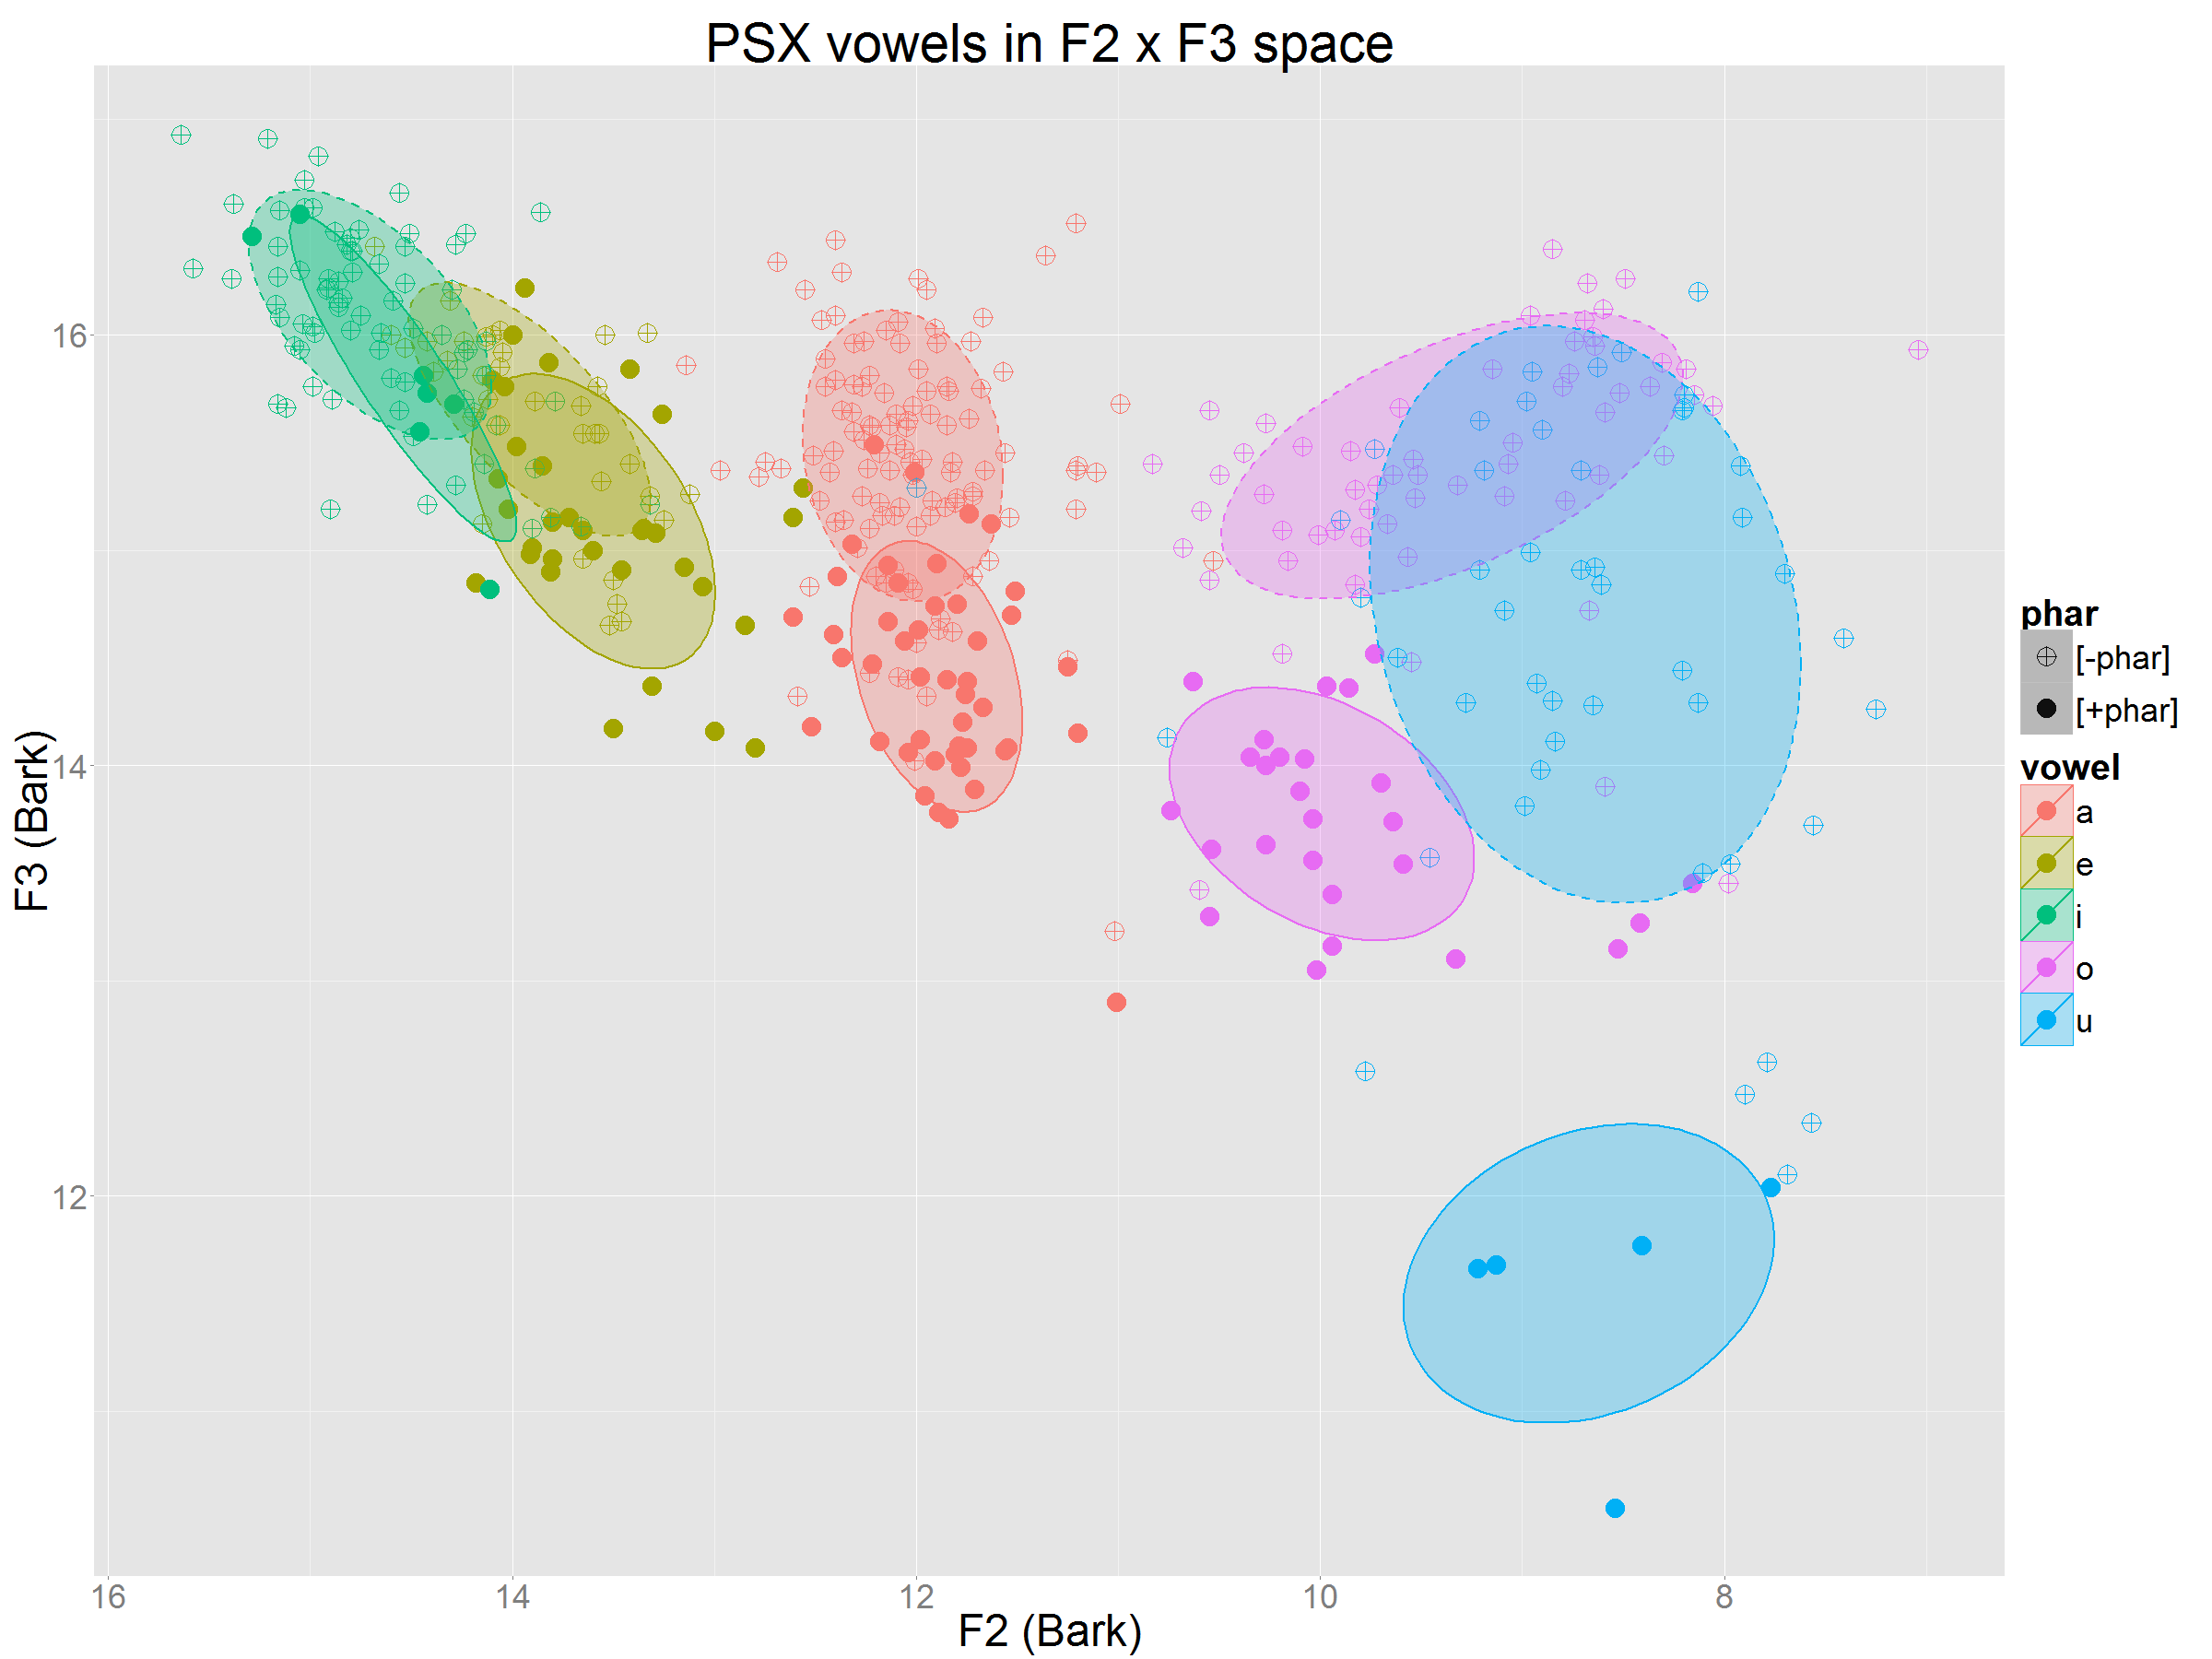 PSX vowels in F2 x F3 space
F3 (Bark)
16
14
12
16
14
12
10
8
F2 (Bark)
phar
[-phar]
[+phar]
vowel
a
e
i
o
u